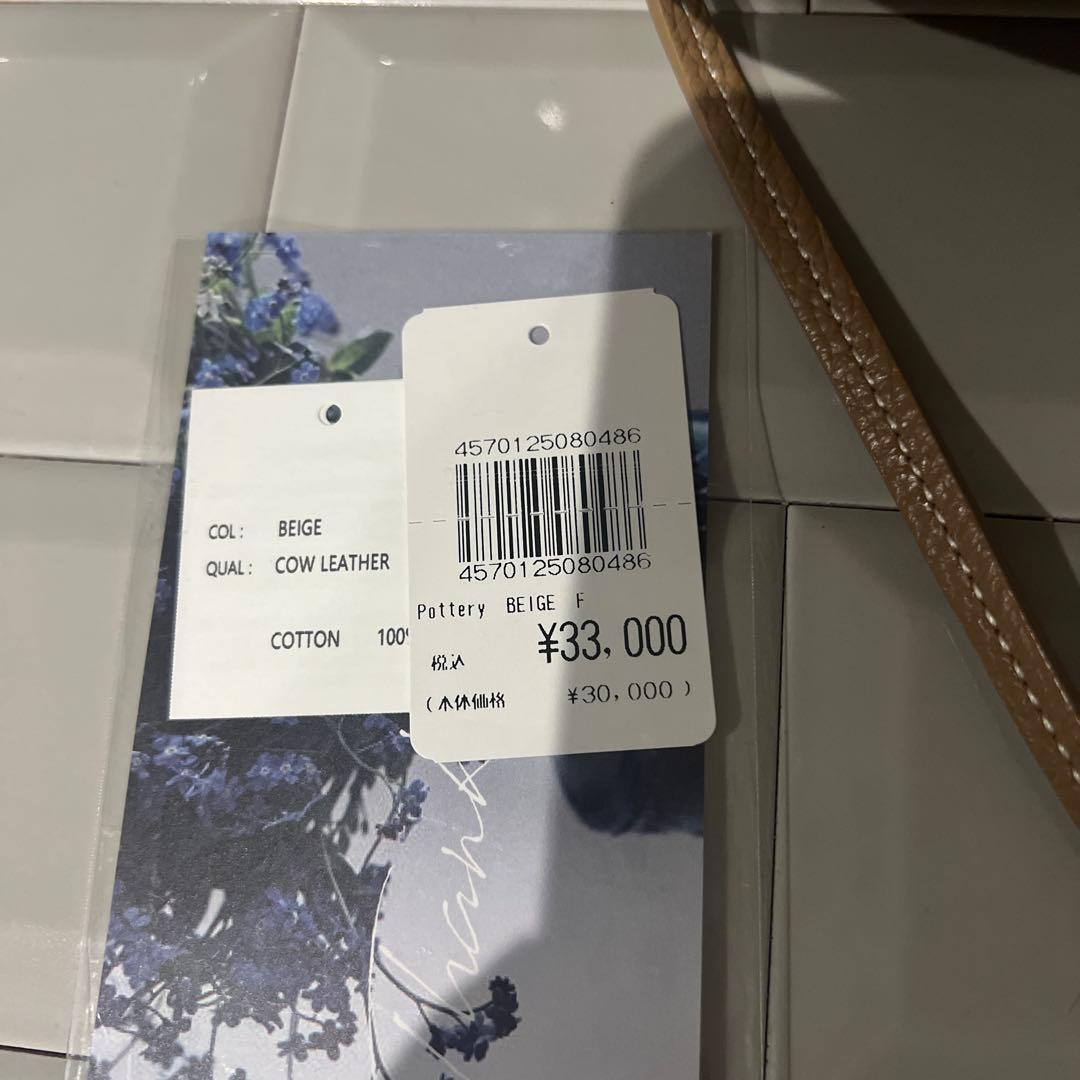 COL : BEIGE
QUAL : COW LEATHER
COTTON 100
4570125080486
4570125080486
Pottery BEIGE F
税込 ¥33,000
(本体価格 ¥30,000)